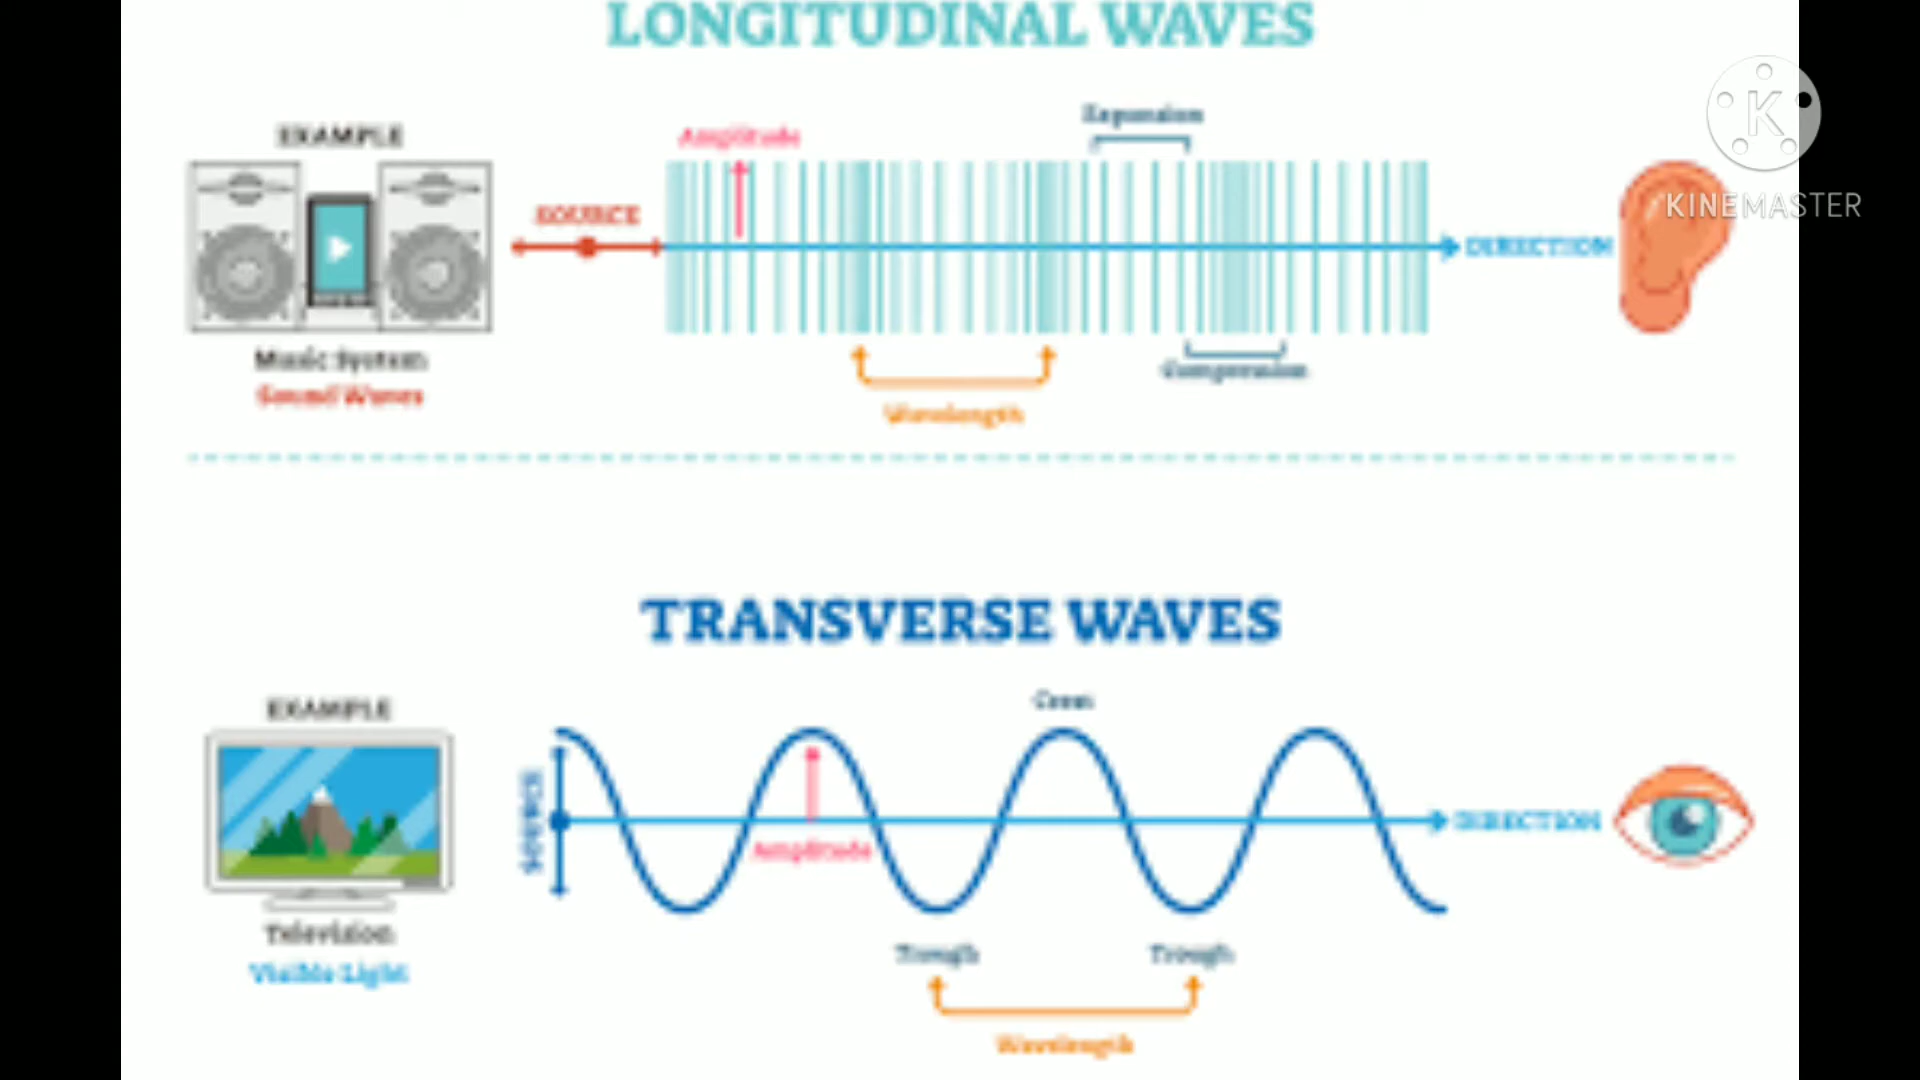 LONGITUDINAL WAVES
EXAMPLE
Amplitude
Expansion
SOURCE
DIRECTION
Music System
Sound Waves
Compression
Wavelength
K
KINEMASTER
TRANSVERSE WAVES
EXAMPLE
Crest
SOURCE
Amplitude
DIRECTION
Television
Visible Light
Trough
Trough
Wavelength